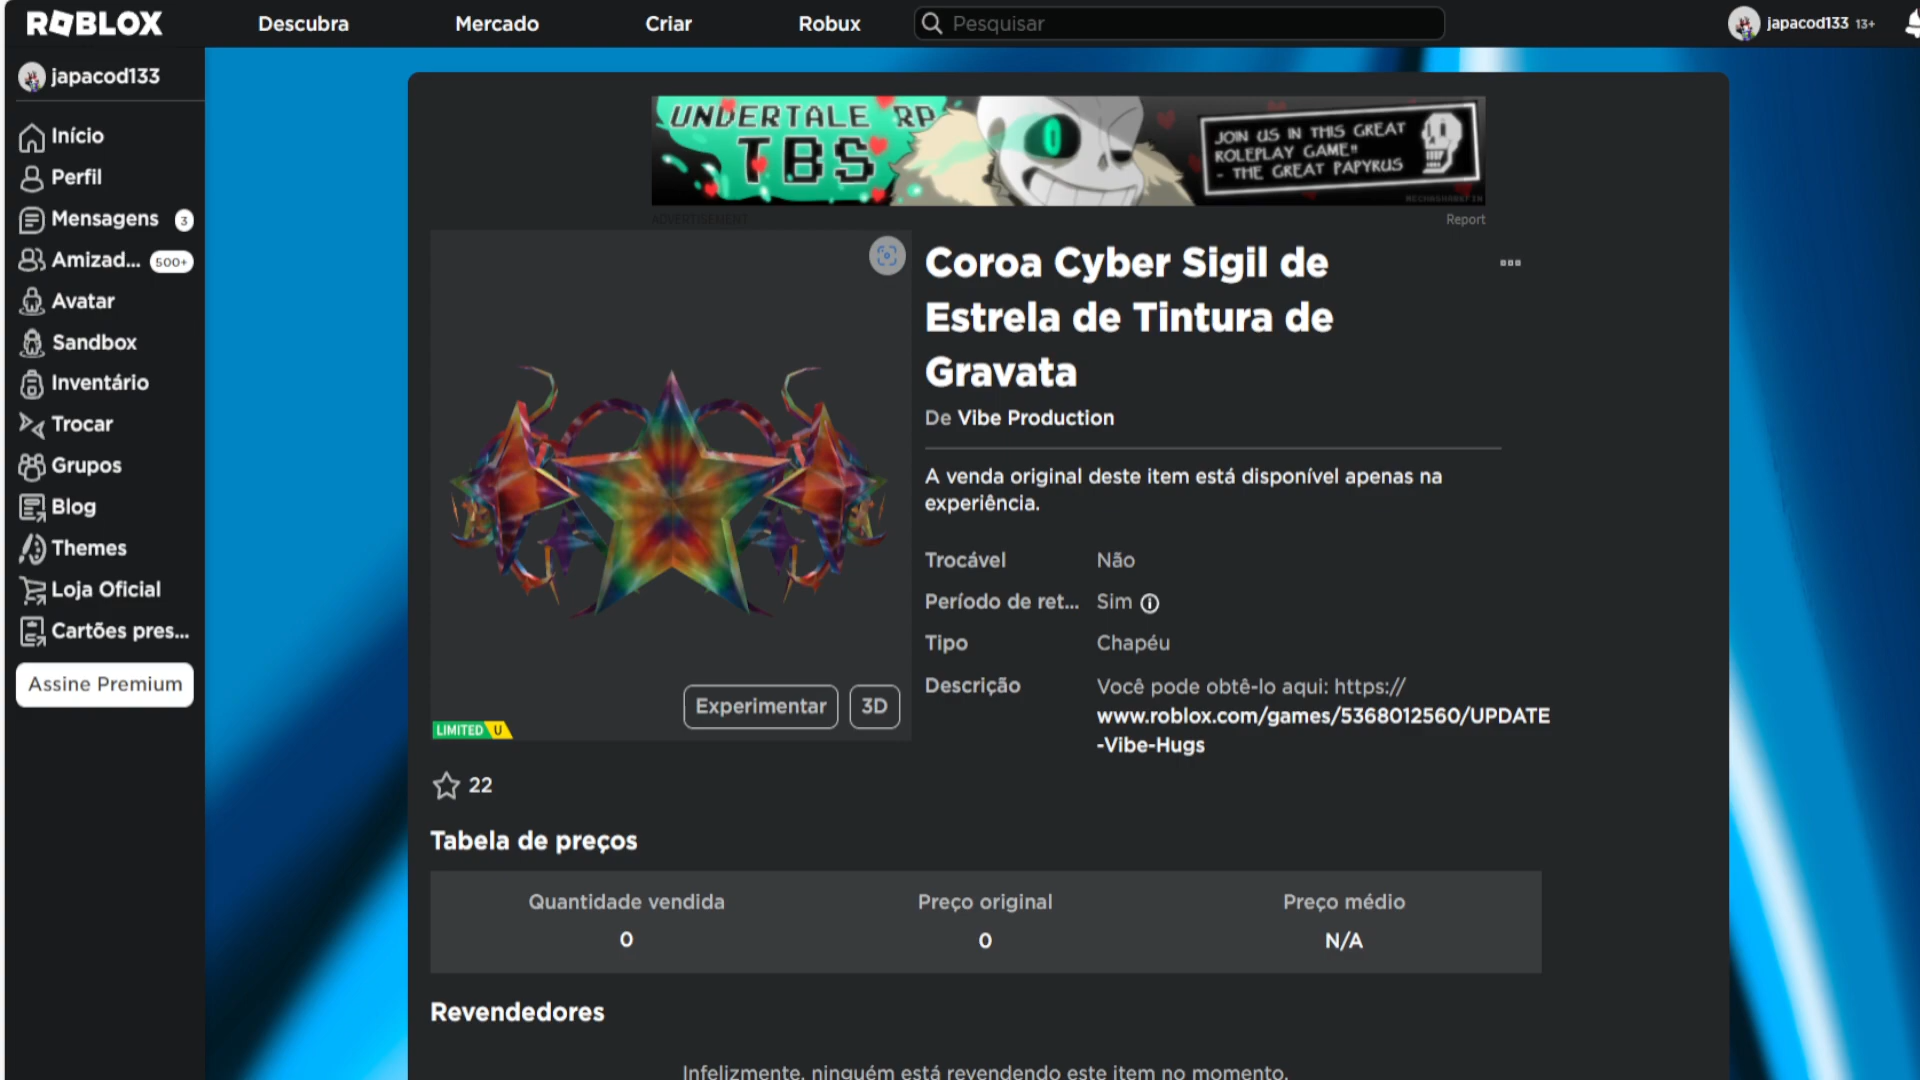 ROBLOX
Descubra
Mercado
Criar
Robux
Pesquisar
japacod133 13+
japacod133
Início
Perfil
Mensagens 3
Amizad... 500+
Avatar
Sandbox
Inventário
Trocar
Grupos
Blog
Themes
Loja Oficial
Cartões pres...
Assine Premium
UNDERTALE RP
TBS
JOIN US IN THIS GREAT
ROLEPLAY GAME!!
- THE GREAT PAPYRUS
ADVERTISEMENT
Report
Coroa Cyber Sigil de
Estrela de Tintura de
Gravata
De Vibe Production
A venda original deste item está disponível apenas na
experiência.
Trocável Não
Período de ret... Sim
Tipo Chapéu
Descrição Você pode obtê-lo aqui: https://
www.roblox.com/games/5368012560/UPDATE
-Vibe-Hugs
Experimentar
3D
LIMITED U
22
Tabela de preços
Quantidade vendida
0
Preço original
0
Preço médio
N/A
Revendedores
Infelizmente, ninguém está revendendo este item no momento.